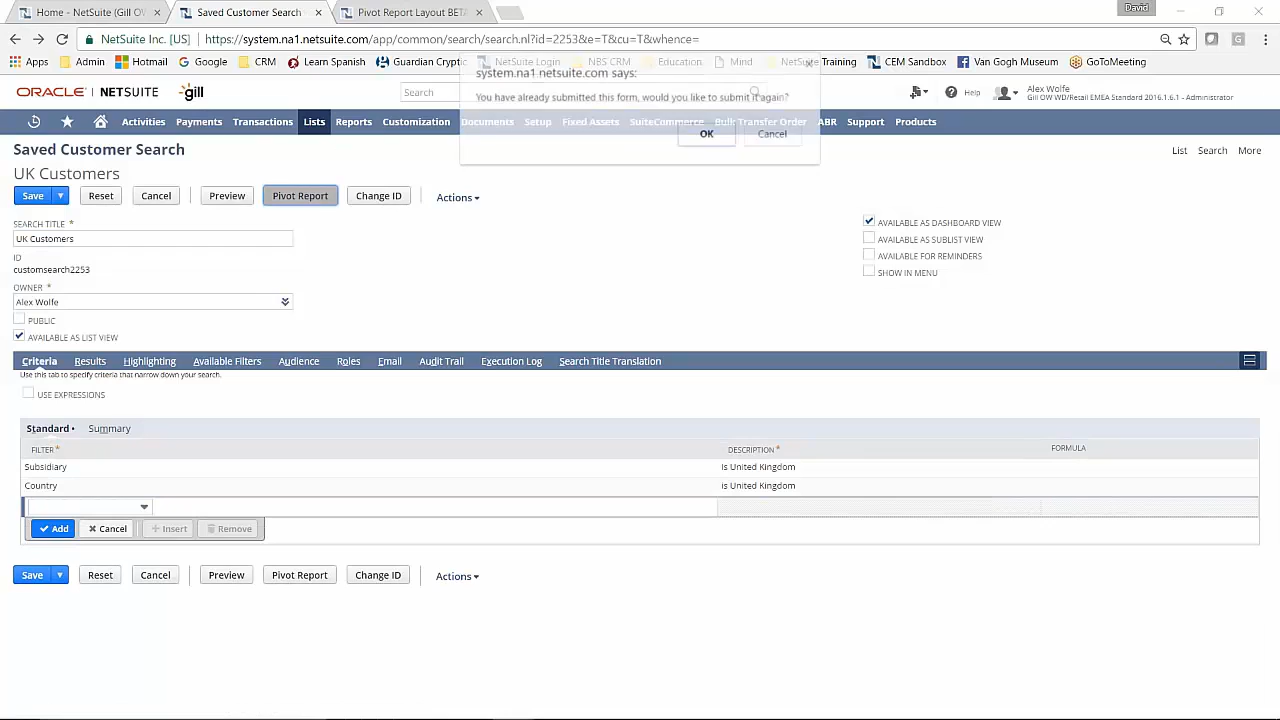 David
Home - NetSuite (Gill OV
Saved Customer Search
Pivot Report Layout BETA
NetSuite Inc. [US]
https://system.na1.netsuite.com/app/common/search/search.nl?id=2253&e=T&cu=T&whence=
Apps Admin Hotmail Google CRM Learn Spanish Guardian Cryptic NetSuite Login NBS CRM Education Mind NetSuite Training CEM Sandbox Van Gogh Museum GoToMeeting
system.na1.netsuite.com says:
You have already submitted this form, would you like to submit it again?
OK Cancel
ORACLE NETSUITE gill
Search
Help
Alex Wolfe
Gill OW WD/Retail EMEA Standard 2016.1.6.1 - Administrator
Activities Payments Transactions Lists Reports Customization Documents Setup Fixed Assets SuiteCommerce Bulk Transfer Order ABR Support Products
Saved Customer Search
List Search More
UK Customers
Save Reset Cancel Preview Pivot Report Change ID Actions
SEARCH TITLE *
UK Customers
ID
customsearch2253
OWNER *
Alex Wolfe
PUBLIC
AVAILABLE AS LIST VIEW
AVAILABLE AS DASHBOARD VIEW
AVAILABLE AS SUBLIST VIEW
AVAILABLE FOR REMINDERS
SHOW IN MENU
Criteria Results Highlighting Available Filters Audience Roles Email Audit Trail Execution Log Search Title Translation
Use this tab to specify criteria that narrow down your search.
USE EXPRESSIONS
Standard • Summary
FILTER * DESCRIPTION * FORMULA
Subsidiary is United Kingdom
Country is United Kingdom
Add Cancel Insert Remove
Save Reset Cancel Preview Pivot Report Change ID Actions